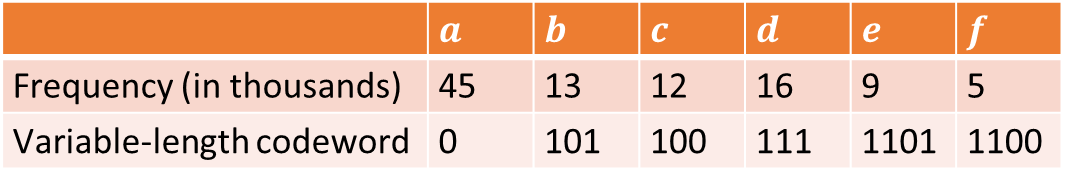 a b c d e f
Frequency (in thousands) 45 13 12 16 9 5
Variable-length codeword 0 101 100 111 1101 1100